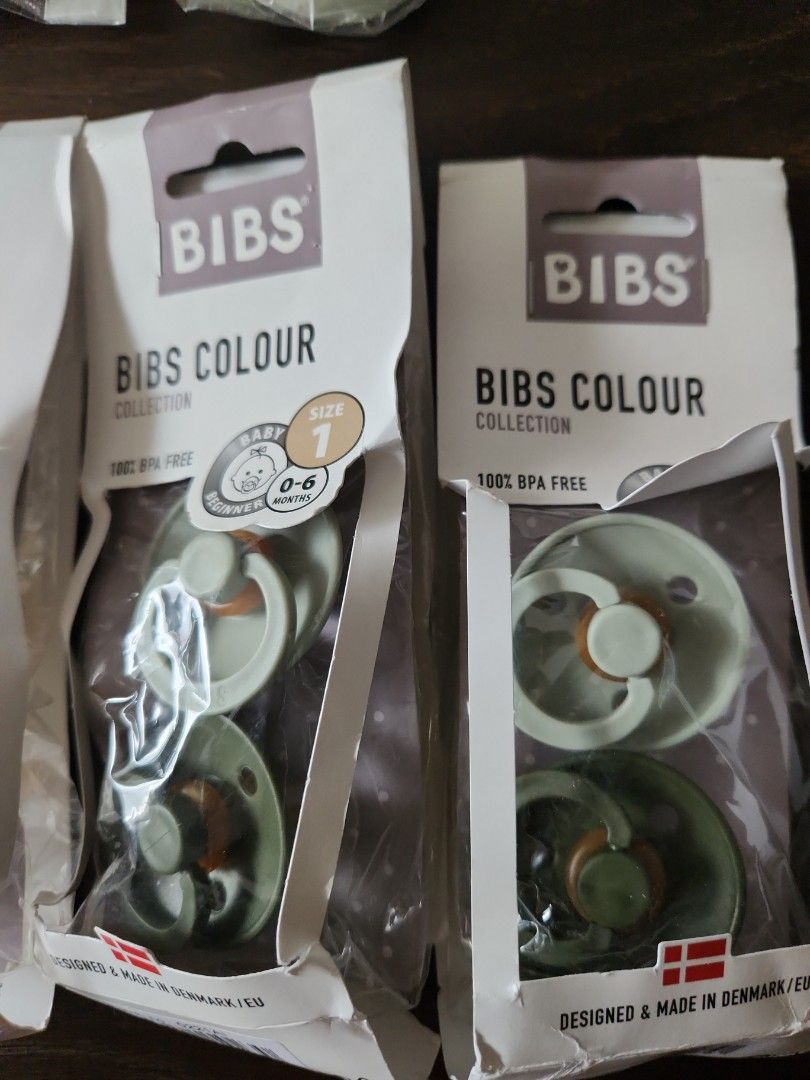 BIBS
BIBS COLOUR
COLLECTION
100% BPA FREE
SIZE
1
BABY
BEGINNER
0-6
MONTHS
DESIGNED & MADE IN DENMARK/EU
BIBS
BIBS COLOUR
COLLECTION
100% BPA FREE
DESIGNED & MADE IN DENMARK/EU